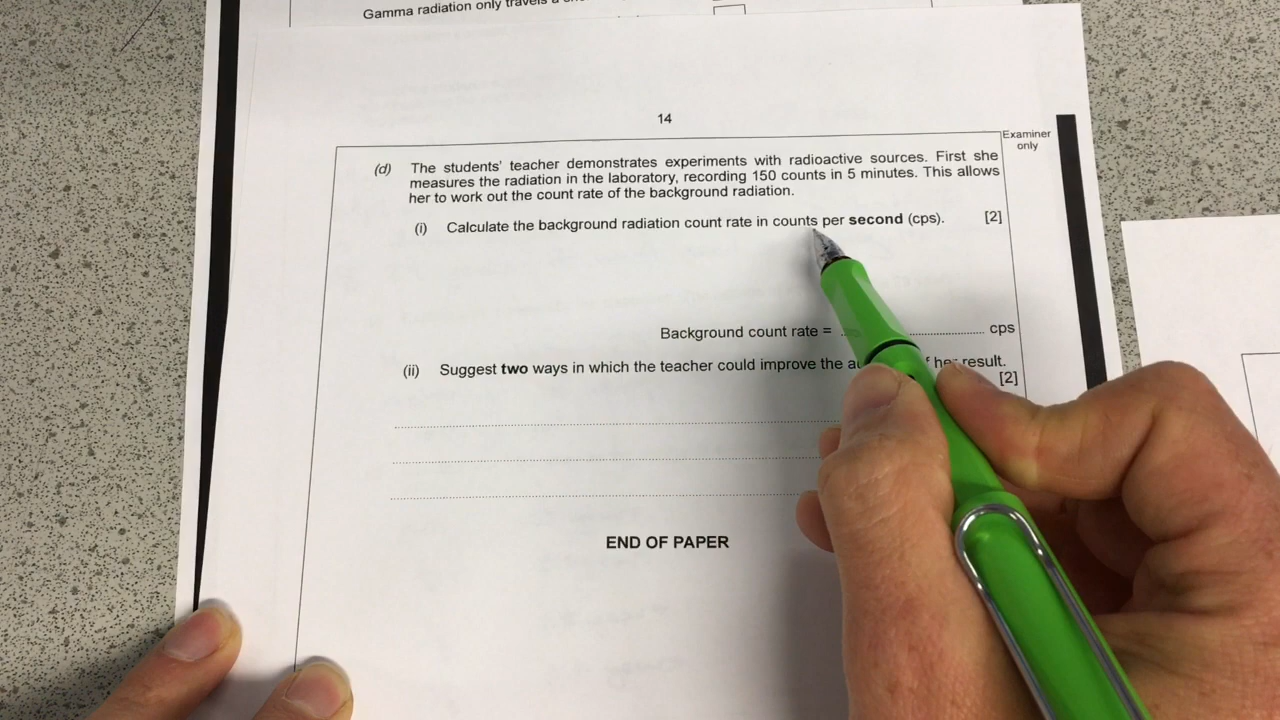 Gamma radiation only travels a
14
Examiner
only
(d) The students' teacher demonstrates experiments with radioactive sources. First she
measures the radiation in the laboratory, recording 150 counts in 5 minutes. This allows
her to work out the count rate of the background radiation.
(i) Calculate the background radiation count rate in counts per second (cps). [2]
Background count rate = .................... cps
(ii) Suggest two ways in which the teacher could improve the her result.
[2]
END OF PAPER